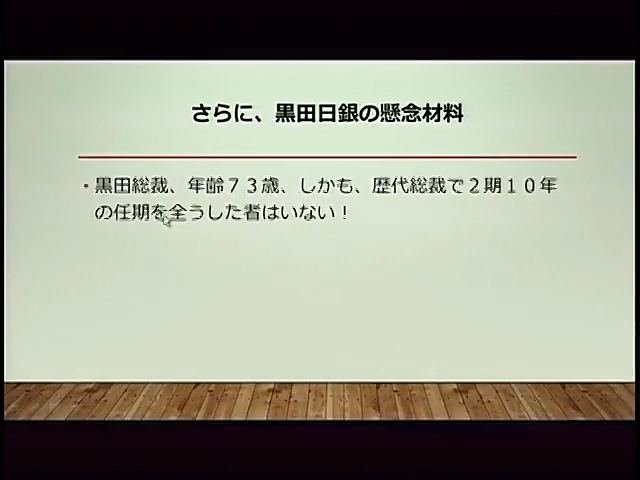 さらに、黒田日銀の懸念材料
・黒田総裁、年齢７３歳、しかも、歴代総裁で２期１０年
の任期を全うした者はいない！